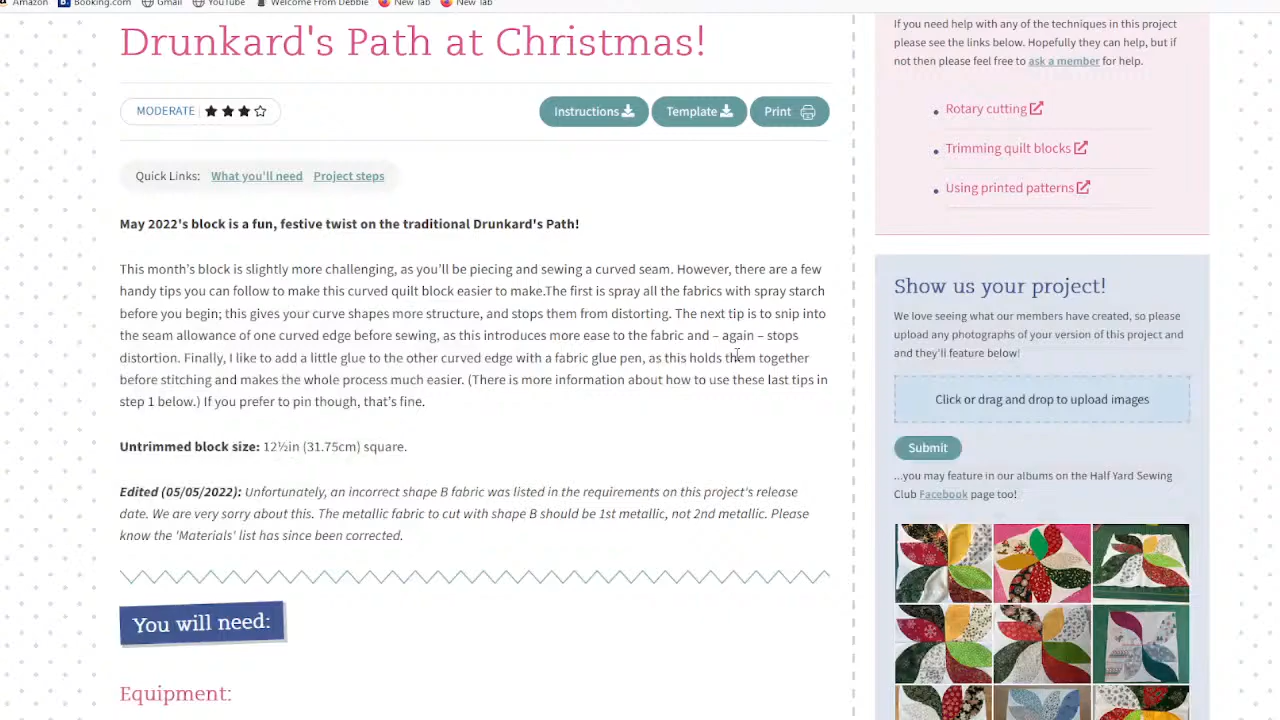 Amazon
Booking.com
Gmail
YouTube
Welcome From Debbie
New Tab
New Tab
Drunkard's Path at Christmas!
MODERATE
Instructions
Template
Print
Quick Links: What you'll need Project steps
May 2022's block is a fun, festive twist on the traditional Drunkard's Path!
This month’s block is slightly more challenging, as you’ll be piecing and sewing a curved seam. However, there are a few
handy tips you can follow to make this curved quilt block easier to make.The first is spray all the fabrics with spray starch
before you begin; this gives your curve shapes more structure, and stops them from distorting. The next tip is to snip into
the seam allowance of one curved edge before sewing, as this introduces more ease to the fabric and – again – stops
distortion. Finally, I like to add a little glue to the other curved edge with a fabric glue pen, as this holds them together
before stitching and makes the whole process much easier. (There is more information about how to use these last tips in
step 1 below.) If you prefer to pin though, that’s fine.
Untrimmed block size: 12½in (31.75cm) square.
Edited (05/05/2022): Unfortunately, an incorrect shape B fabric was listed in the requirements on this project's release
date. We are very sorry about this. The metallic fabric to cut with shape B should be 1st metallic, not 2nd metallic. Please
know the 'Materials' list has since been corrected.
You will need:
Equipment:
If you need help with any of the techniques in this project
please see the links below. Hopefully they can help, but if
not then please feel free to ask a member for help.
Rotary cutting
Trimming quilt blocks
Using printed patterns
Show us your project!
We love seeing what our members have created, so please
upload any photographs of your version of this project and
and they'll feature below!
Click or drag and drop to upload images
Submit
...you may feature in our albums on the Half Yard Sewing
Club Facebook page too!